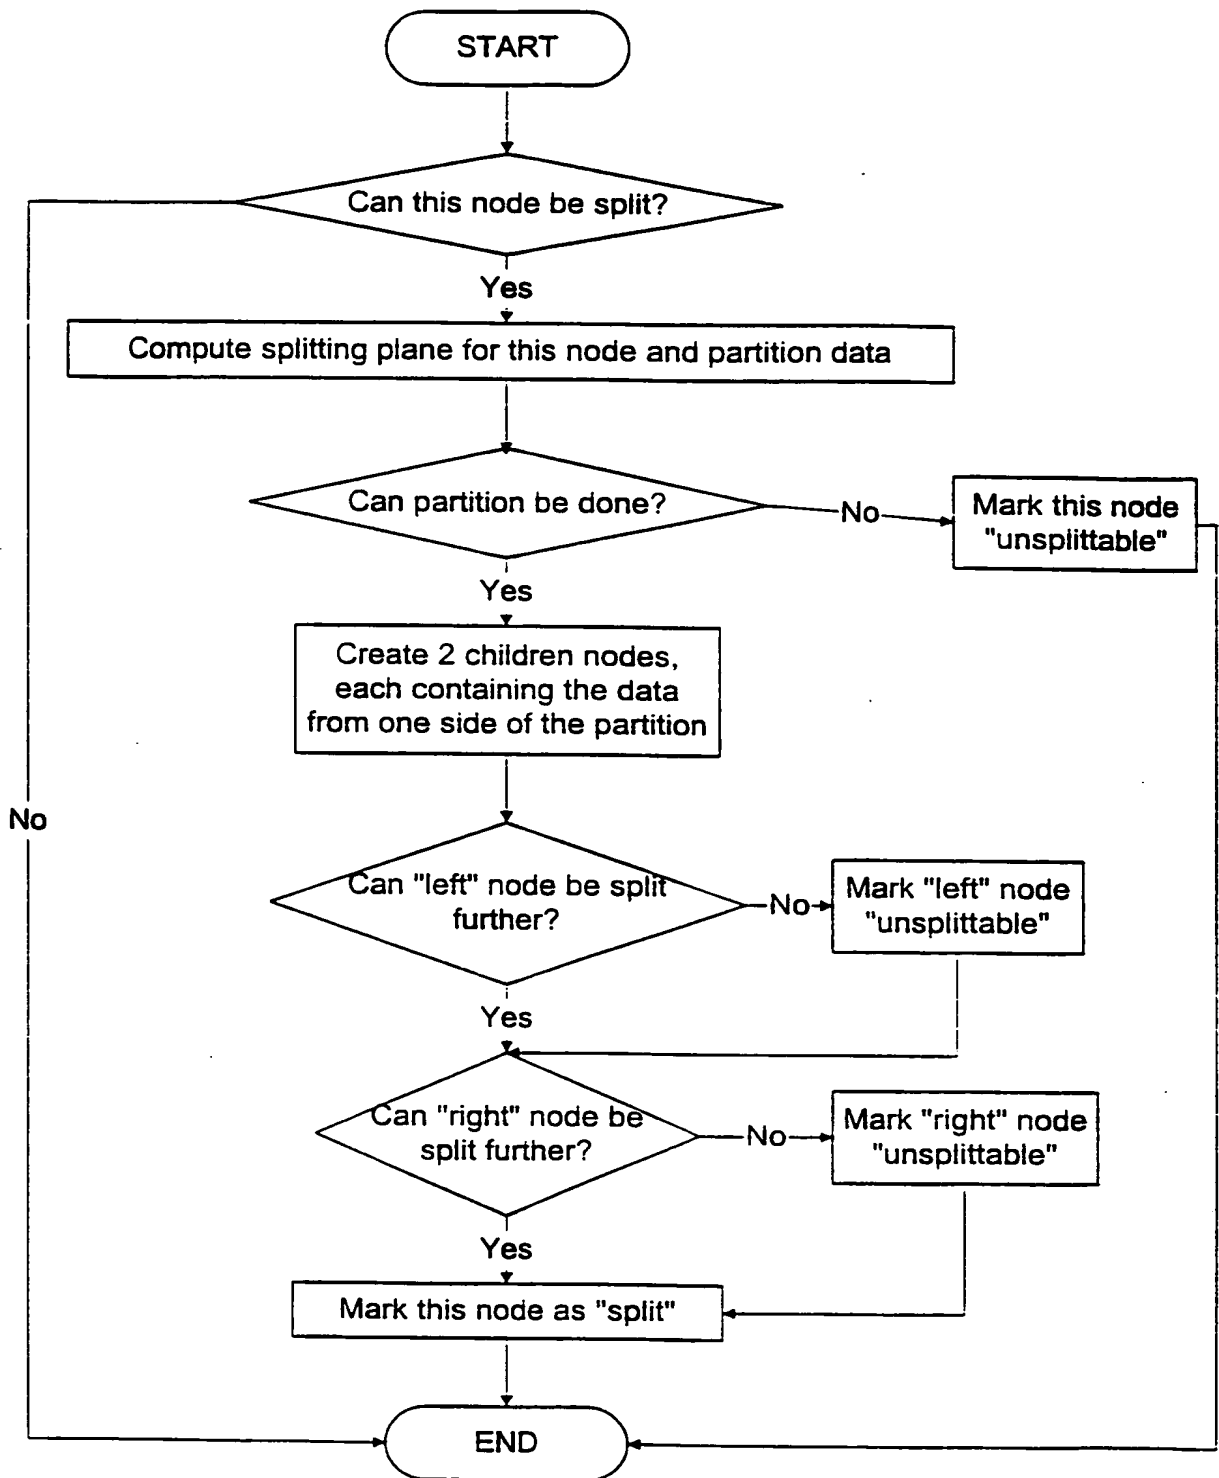 START
Can this node be split?
Yes
Compute splitting plane for this node and partition data
Can partition be done?
No
Mark this node
"unsplittable"
Yes
Create 2 children nodes,
each containing the data
from one side of the partition
No
Can "left" node be split
further?
No
Mark "left" node
"unsplittable"
Yes
Can "right" node be
split further?
No
Mark "right" node
"unsplittable"
Yes
Mark this node as "split"
END